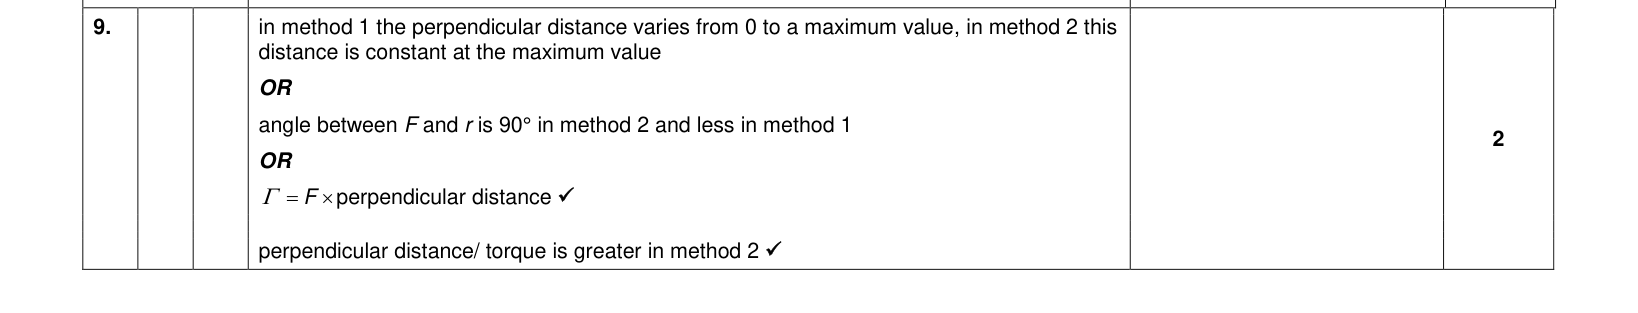 9.
in method 1 the perpendicular distance varies from 0 to a maximum value, in method 2 this
distance is constant at the maximum value
OR
angle between F and r is 90° in method 2 and less in method 1
OR
Γ = F × perpendicular distance ✓
perpendicular distance/ torque is greater in method 2 ✓
2